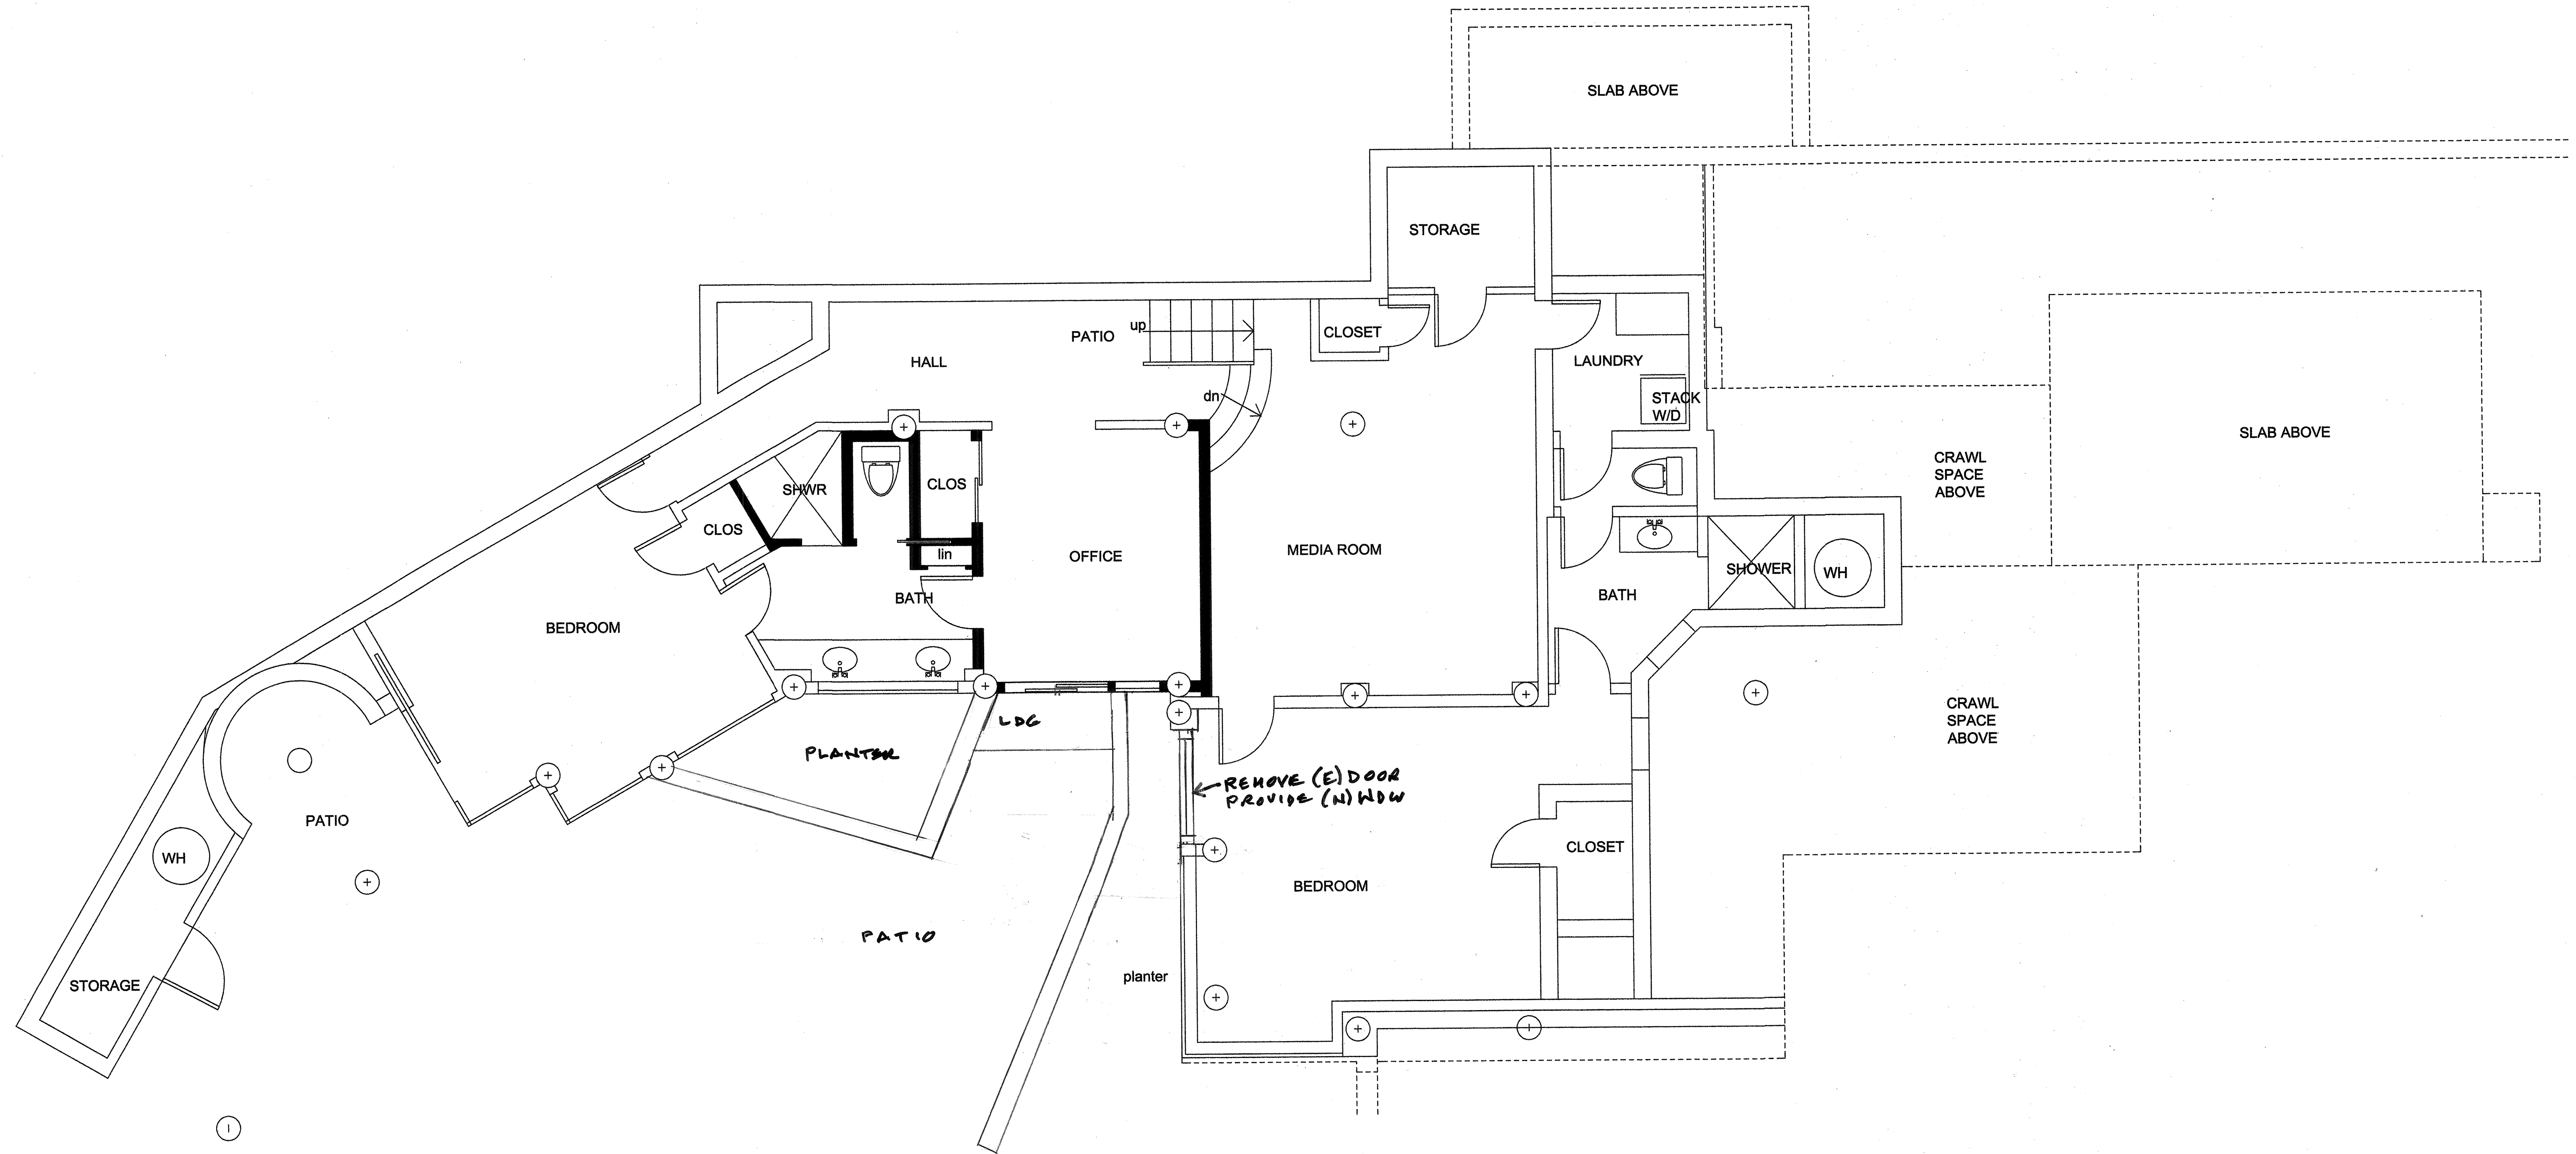 SLAB ABOVE
STORAGE
up
PATIO
CLOSET
HALL
LAUNDRY
dn
STACK
W/D
SLAB ABOVE
CRAWL
SPACE
ABOVE
SHWR
CLOS
CLOS
lin
OFFICE
MEDIA ROOM
SHOWER
WH
BATH
BATH
BEDROOM
LDG
PLANTER
CRAWL
SPACE
ABOVE
REMOVE (E) DOOR
PROVIDE (N) WDW
PATIO
WH
CLOSET
BEDROOM
PATIO
planter
STORAGE